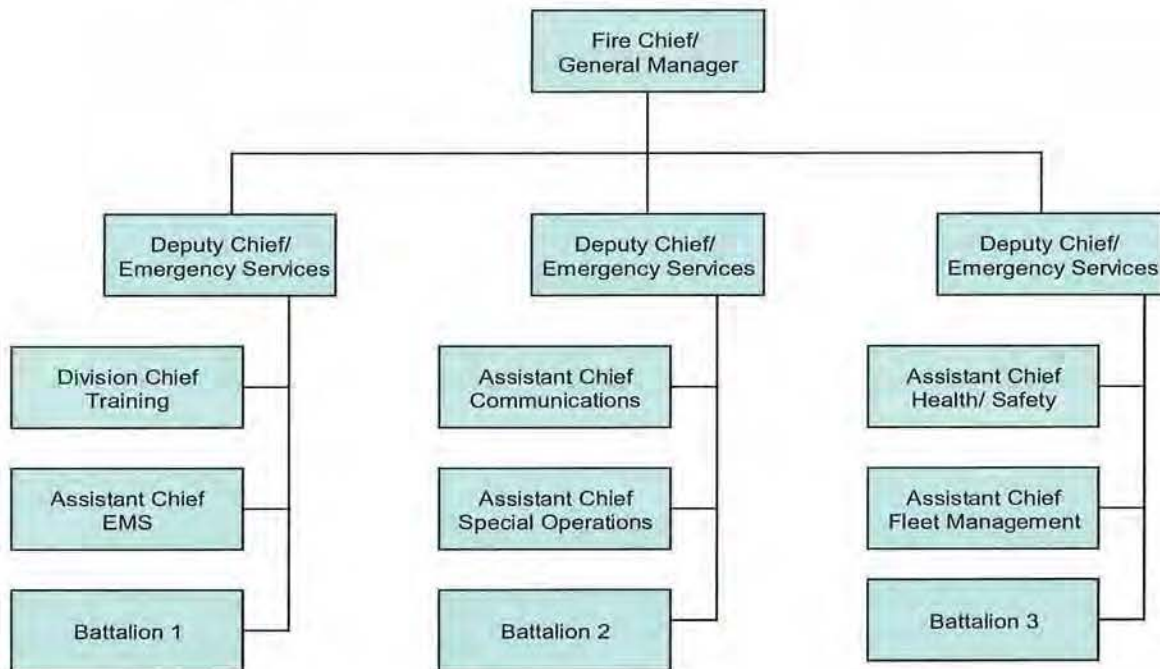 Fire Chief/
General Manager
Deputy Chief/
Emergency Services
Deputy Chief/
Emergency Services
Deputy Chief/
Emergency Services
Division Chief
Training
Assistant Chief
Communications
Assistant Chief
Health/ Safety
Assistant Chief
EMS
Assistant Chief
Special Operations
Assistant Chief
Fleet Management
Battalion 1
Battalion 2
Battalion 3